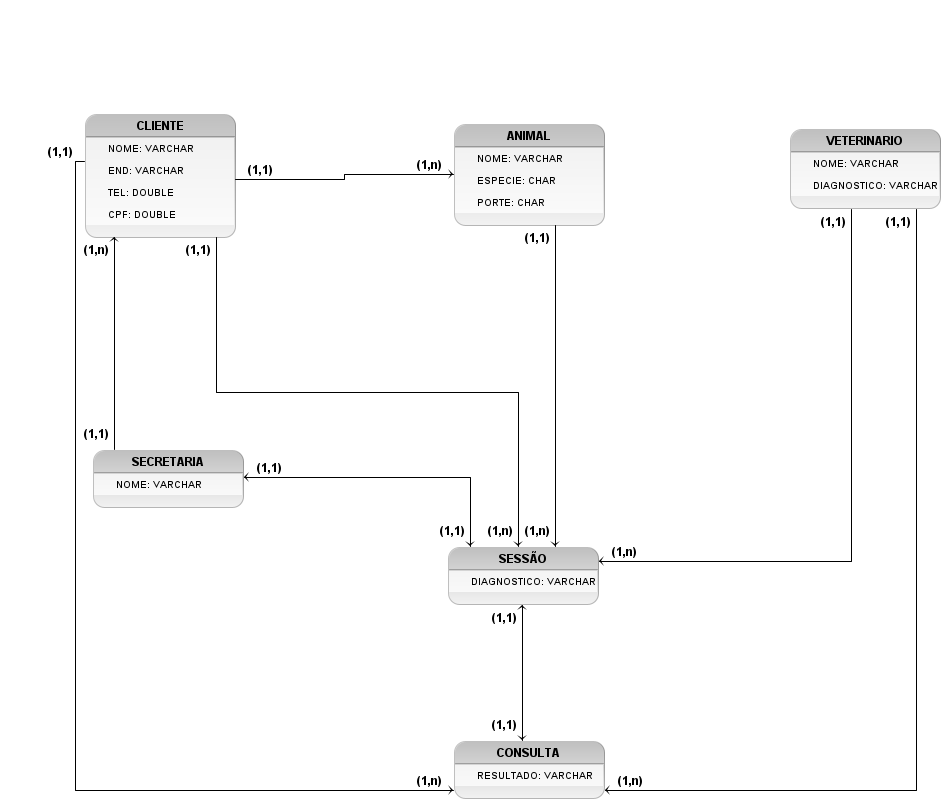 CLIENTE
NOME: VARCHAR
END: VARCHAR
TEL: DOUBLE
CPF: DOUBLE
(1,1)
(1,1)
(1,n)
(1,n)
(1,1)
ANIMAL
NOME: VARCHAR
ESPECIE: CHAR
PORTE: CHAR
(1,1)
VETERINARIO
NOME: VARCHAR
DIAGNOSTICO: VARCHAR
(1,1)
(1,1)
(1,1)
SECRETARIA
NOME: VARCHAR
(1,1)
(1,1)
(1,n)
(1,n)
(1,n)
SESSÃO
DIAGNOSTICO: VARCHAR
(1,1)
(1,1)
CONSULTA
RESULTADO: VARCHAR
(1,n)
(1,n)